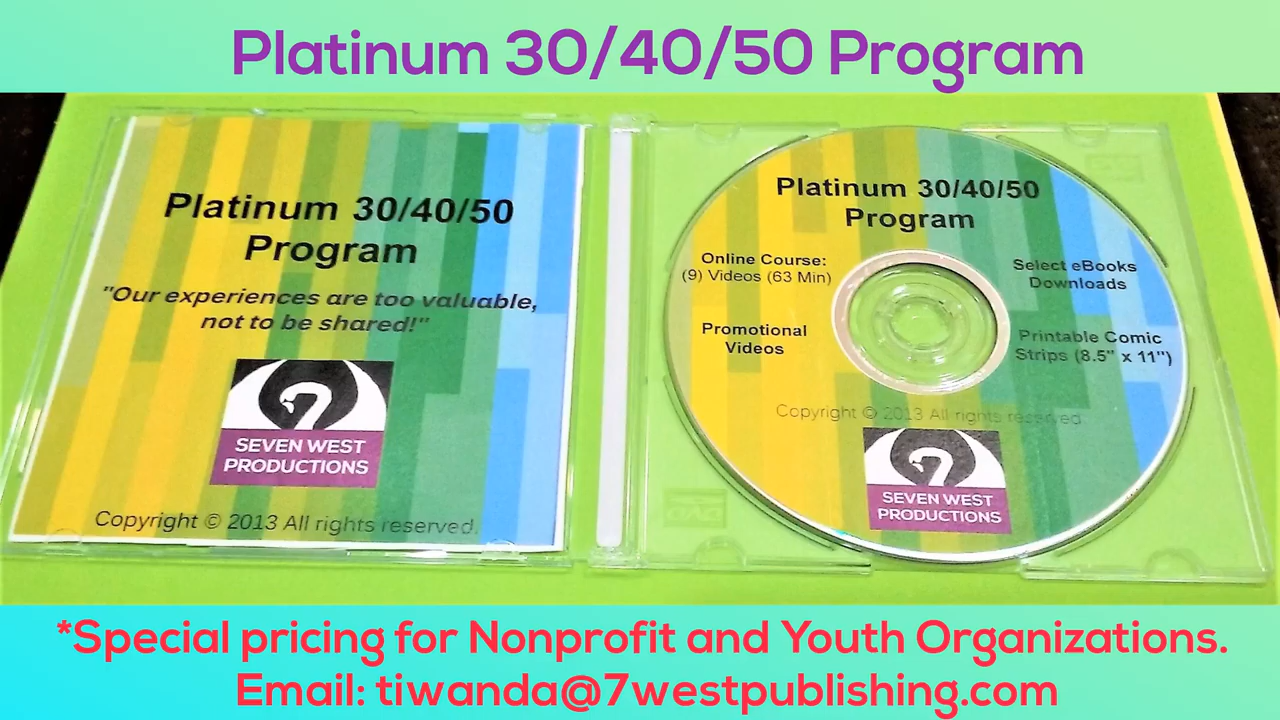 Platinum 30/40/50 Program
Platinum 30/40/50
Program
"Our experiences are too valuable,
not to be shared!"
SEVEN WEST
PRODUCTIONS
Copyright © 2013 All rights reserved.
Platinum 30/40/50
Program
Online Course:
(9) Videos (63 Min)
Select eBooks
Downloads
Promotional
Videos
Printable Comic
Strips (8.5" x 11")
Copyright © 2013 All rights reserved.
SEVEN WEST
PRODUCTIONS
DVD
*Special pricing for Nonprofit and Youth Organizations.
Email: tiwanda@7westpublishing.com